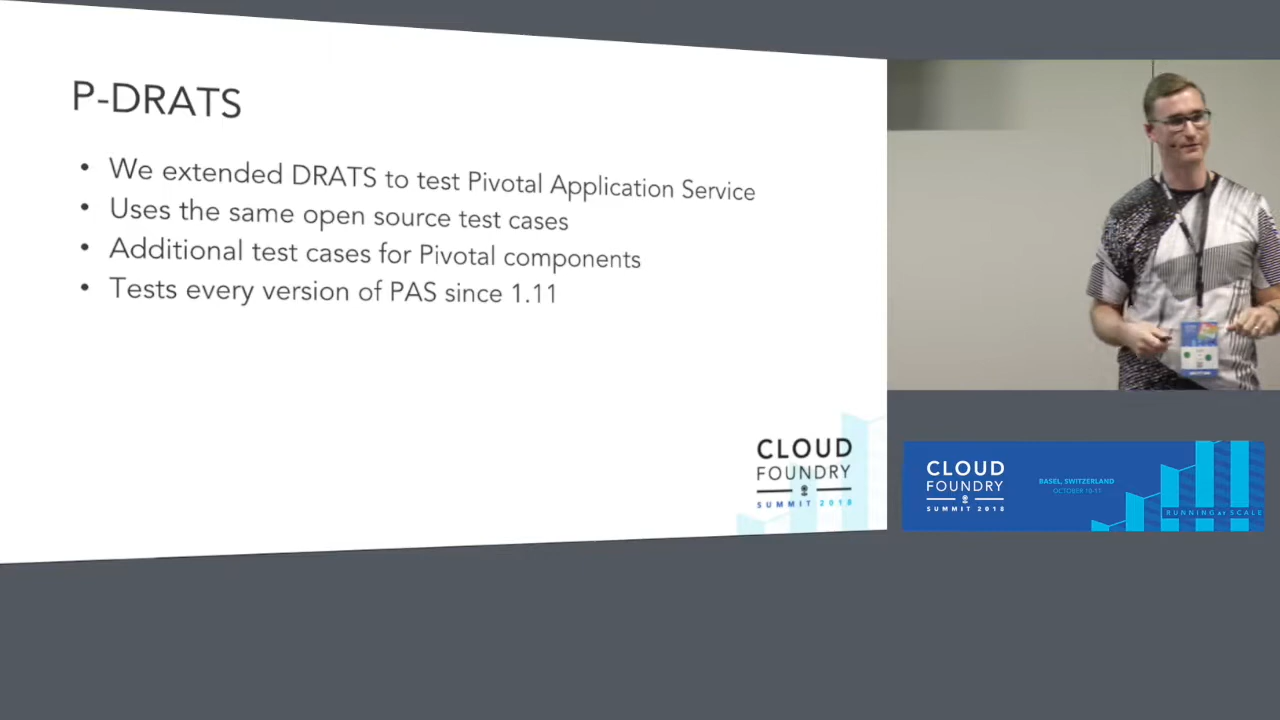 P-DRATS
• We extended DRATS to test Pivotal Application Service
• Uses the same open source test cases
• Additional test cases for Pivotal components
• Tests every version of PAS since 1.11
CLOUD
FOUNDRY
SUMMIT 2018
CLOUD
FOUNDRY
SUMMIT 2018
BASEL, SWITZERLAND
OCTOBER 10-11
RUNNING AT SCALE